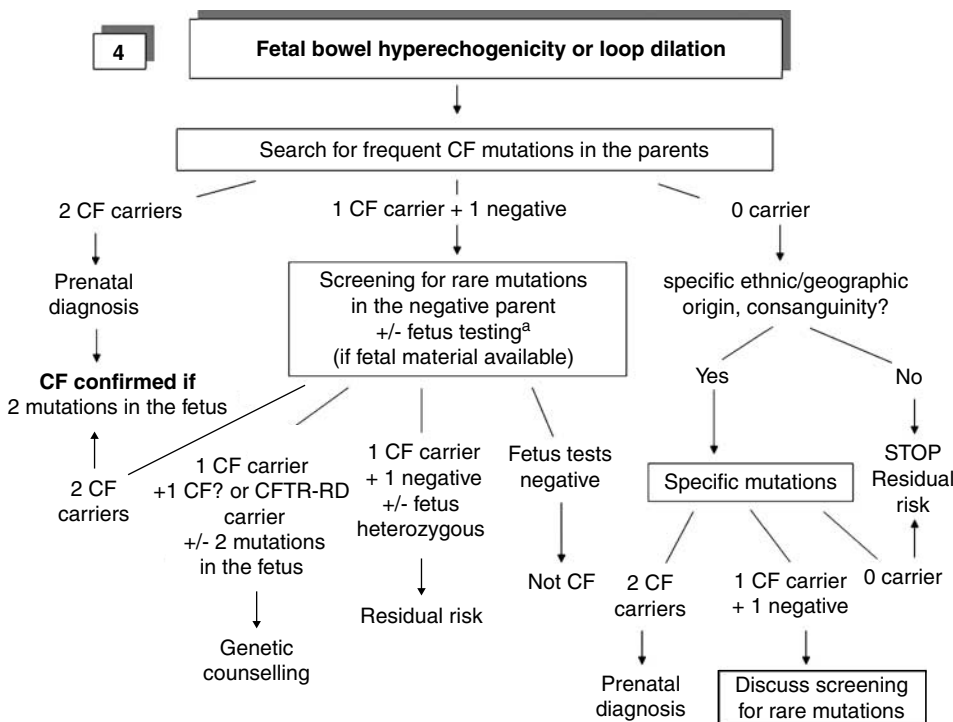 4
Fetal bowel hyperechogenicity or loop dilation
Search for frequent CF mutations in the parents
2 CF carriers
1 CF carrier + 1 negative
0 carrier
Prenatal
diagnosis
CF confirmed if
2 mutations in the fetus
Screening for rare mutations
in the negative parent
+/- fetus testingᵃ
(if fetal material available)
specific ethnic/geographic
origin, consanguinity?
Yes
No
2 CF
carriers
1 CF carrier
+1 CF? or CFTR-RD
carrier
+/- 2 mutations
in the fetus
1 CF carrier
+ 1 negative
+/- fetus
heterozygous
Fetus tests
negative
Specific mutations
STOP
Residual
risk
Genetic
counselling
Residual risk
Not CF
2 CF
carriers
1 CF carrier
+ 1 negative
0 carrier
Prenatal
diagnosis
Discuss screening
for rare mutations